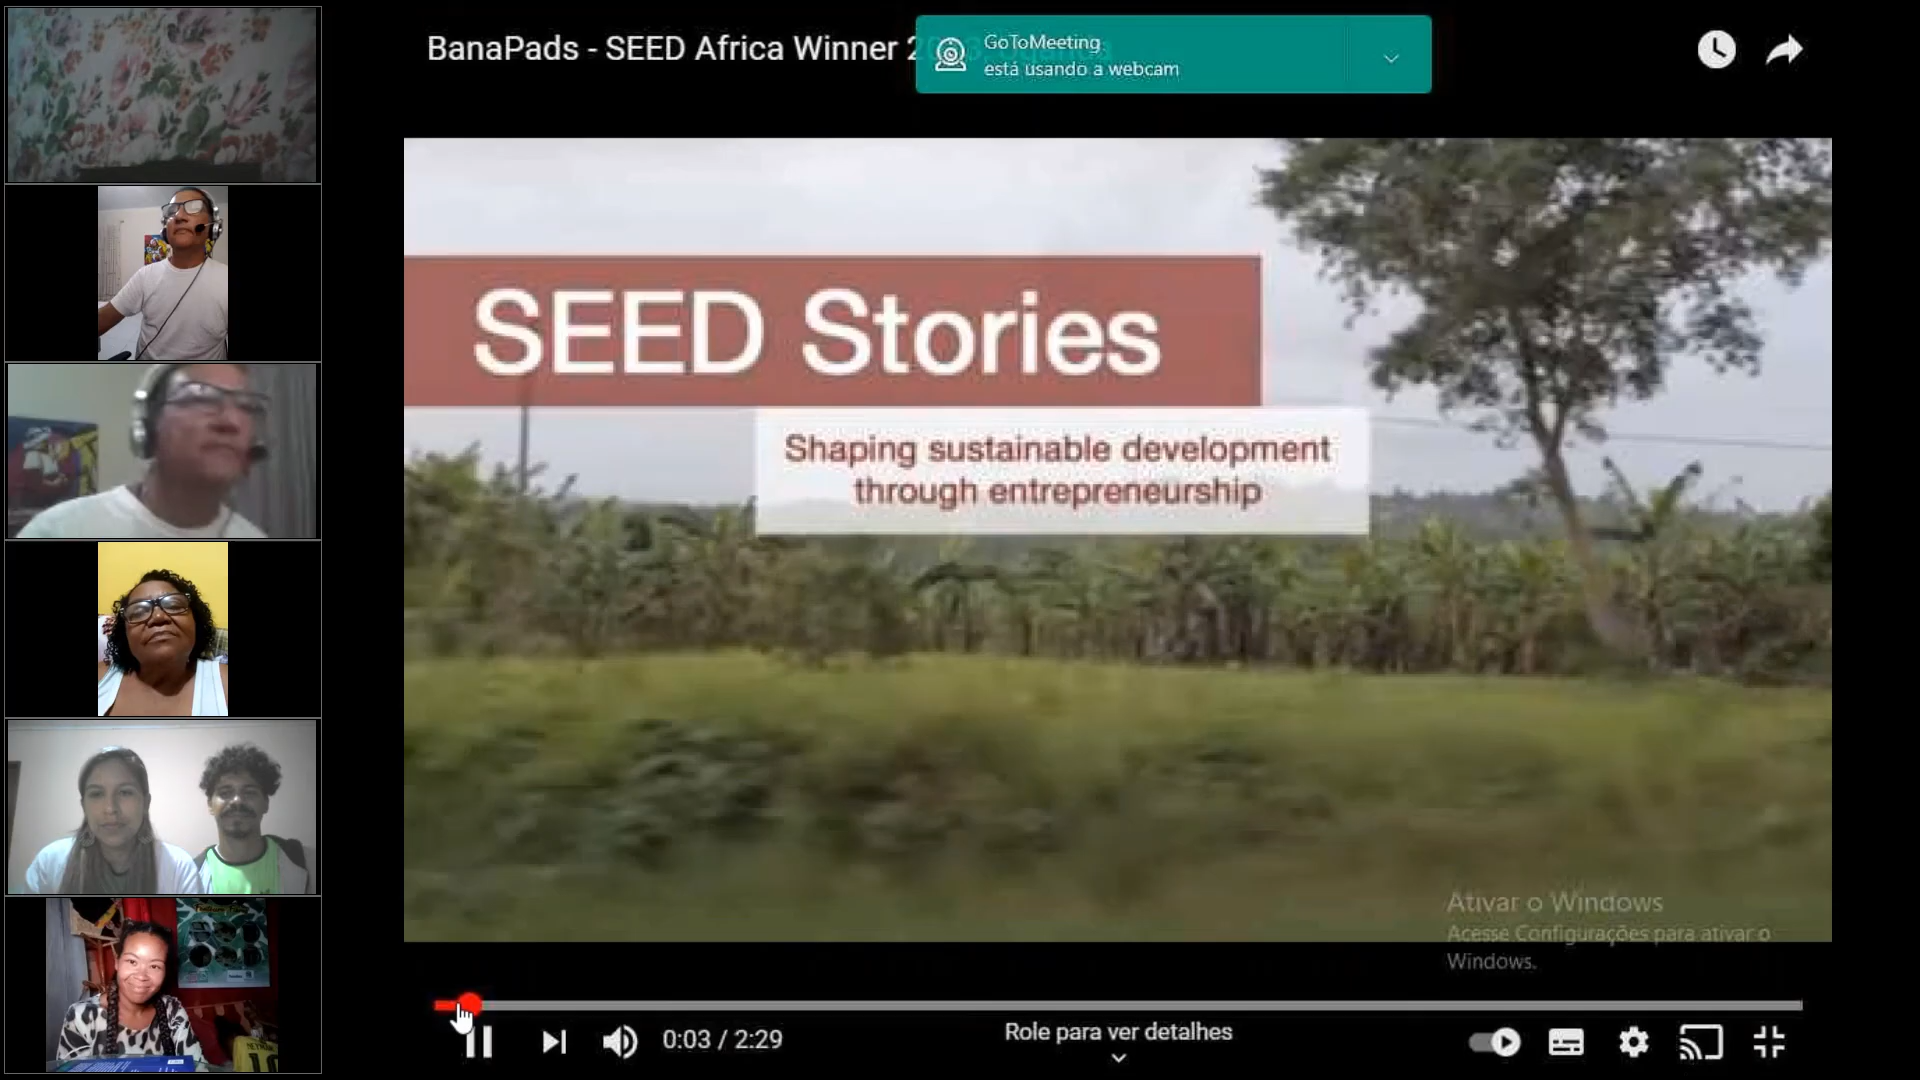 BanaPads - SEED Africa Winner 2
GoToMeeting
está usando a webcam
SEED Stories
Shaping sustainable development
through entrepreneurship
Ativar o Windows
Acesse Configurações para ativar o
Windows.
0:03 / 2:29
Role para ver detalhes